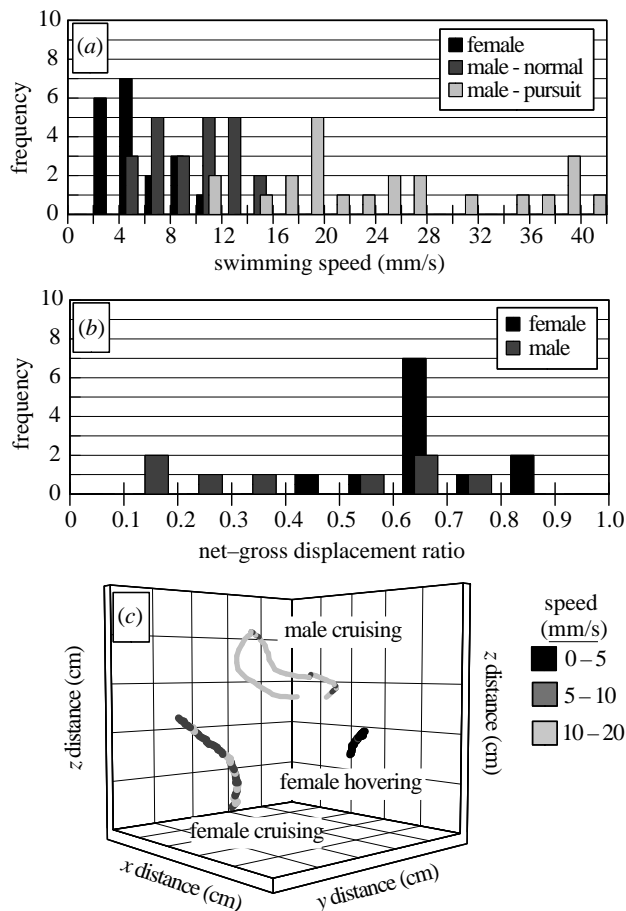 (a)
female
male - normal
male - pursuit
10
8
6
4
2
0
frequency
0 4 8 12 16 20 24 28 32 36 40
swimming speed (mm/s)
(b)
female
male
10
8
6
4
2
0
frequency
0 0.1 0.2 0.3 0.4 0.5 0.6 0.7 0.8 0.9 1.0
net–gross displacement ratio
(c)
male cruising
female hovering
female cruising
z distance (cm)
z distance (cm)
x distance (cm)
y distance (cm)
speed
(mm/s)
0 – 5
5 – 10
10 – 20